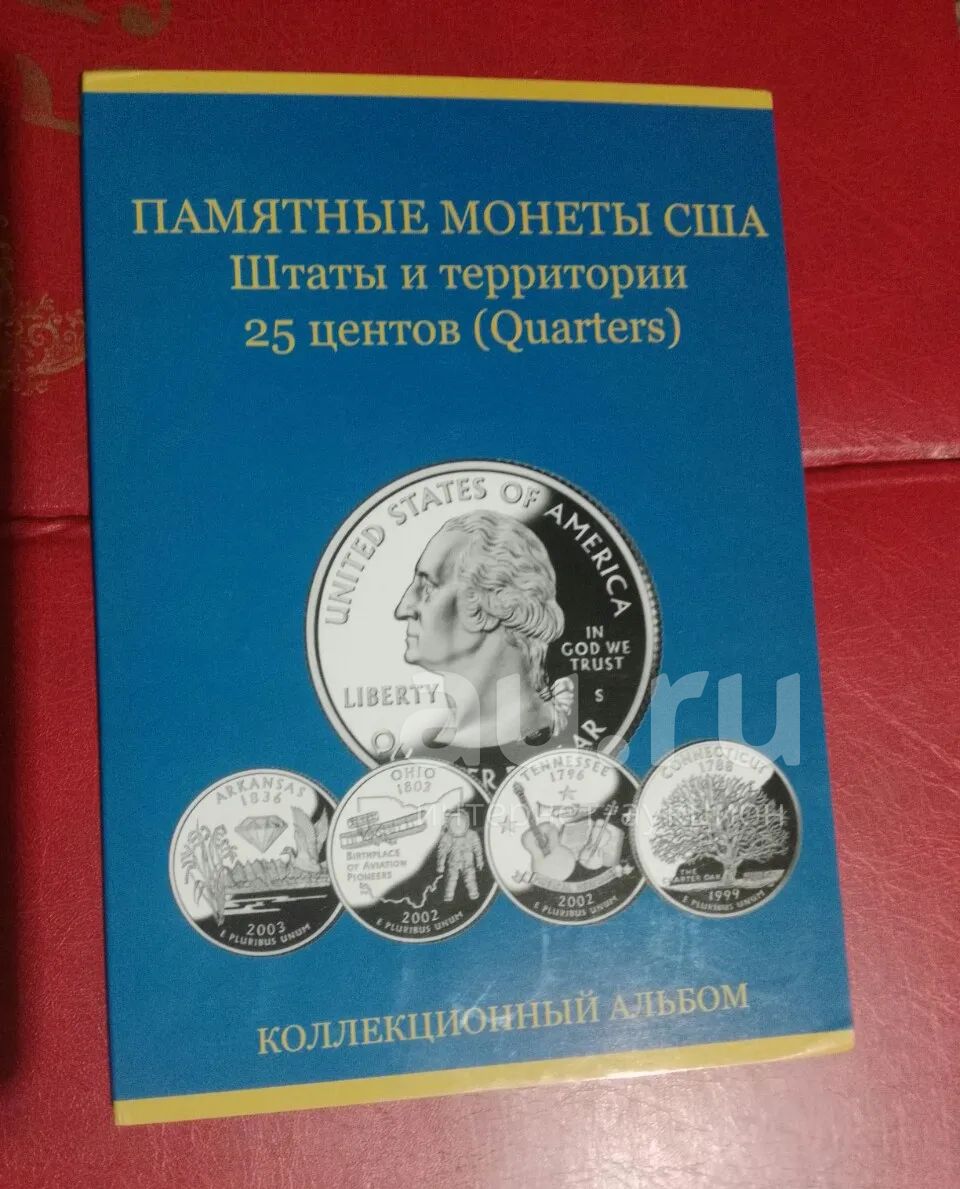 ПАМЯТНЫЕ МОНЕТЫ США
Штаты и территории
25 центов (Quarters)
UNITED STATES OF AMERICA
IN
GOD WE
TRUST
LIBERTY
S
au.ru
интернет-аукцион
ARKANSAS
1836
2003
E PLURIBUS UNUM
OHIO
1803
BIRTHPLACE
OF AVIATION
PIONEERS
2002
E PLURIBUS UNUM
TENNESSEE
1796
2002
E PLURIBUS UNUM
CONNECTICUT
1788
THE
CHARTER OAK
1999
E PLURIBUS UNUM
КОЛЛЕКЦИОННЫЙ АЛЬБОМ